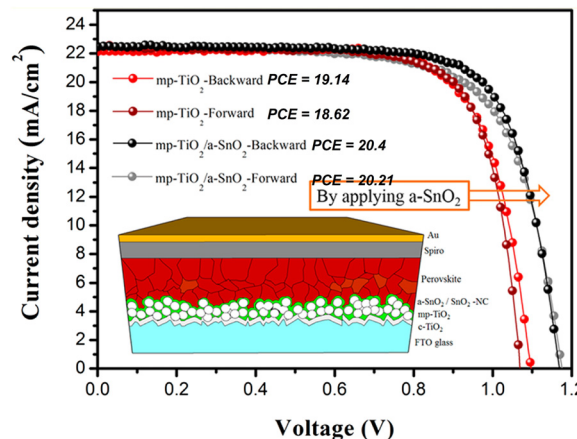 24
22
20
18
16
14
12
10
8
6
4
2
0
Current density (mA/cm²)
mp-TiO₂-Backward PCE = 19.14
mp-TiO₂-Forward PCE = 18.62
mp-TiO₂/a-SnO₂-Backward PCE = 20.4
mp-TiO₂/a-SnO₂-Forward PCE = 20.21
By applying a-SnO₂
Au
Spiro
Perovskite
a-SnO₂ / SnO₂ -NC
mp-TiO₂
c-TiO₂
FTO glass
0.0 0.2 0.4 0.6 0.8 1.0 1.2
Voltage (V)